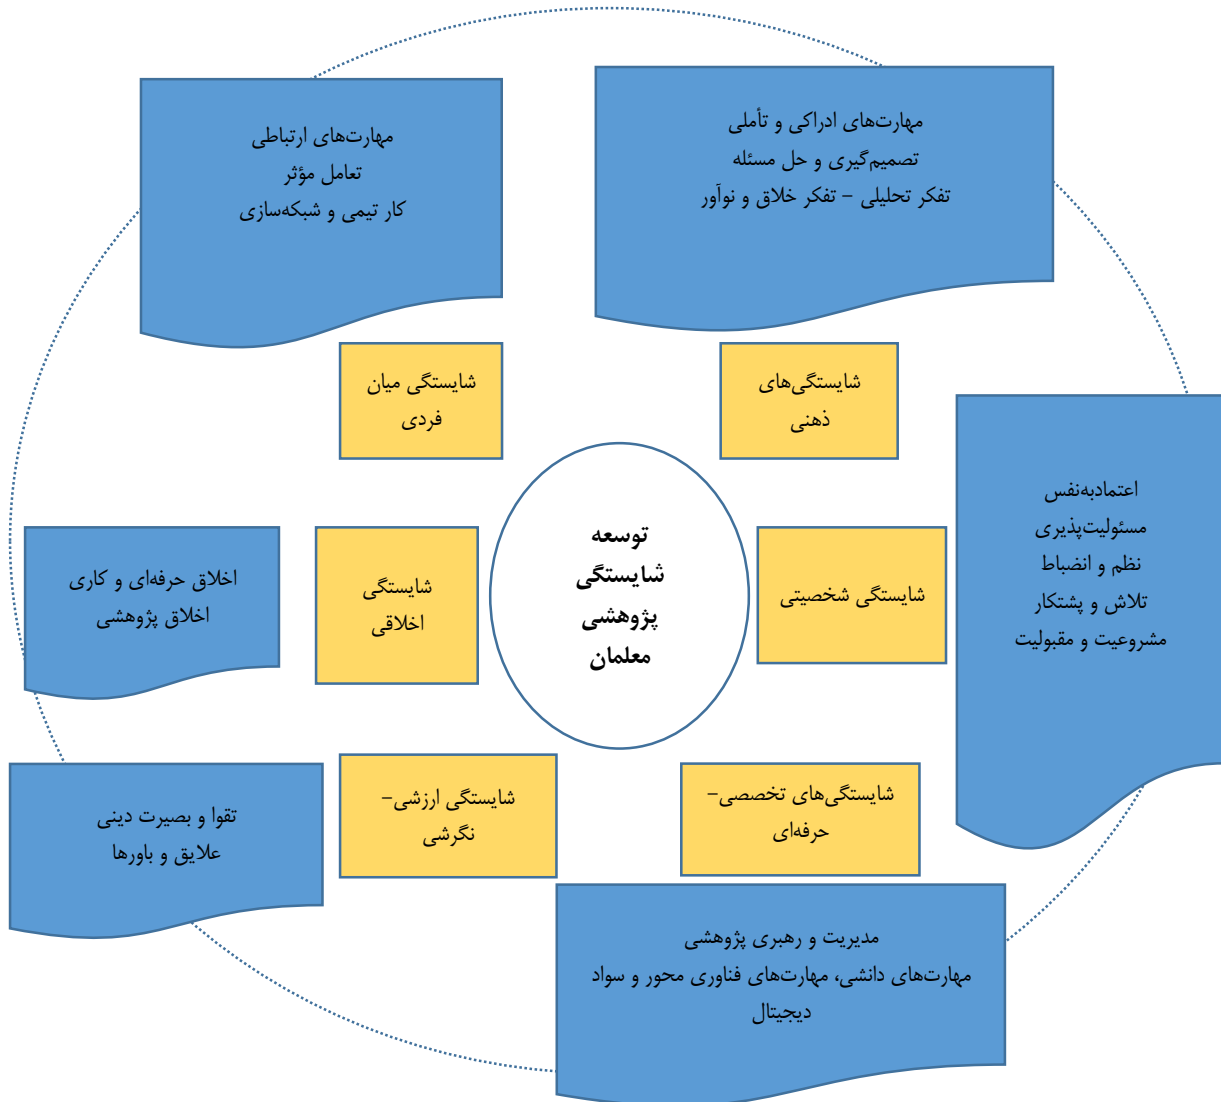 مهارت‌های ادراکی و تأملی
تصمیم‌گیری و حل مسئله
تفکر تحلیلی – تفکر خلاق و نوآور
مهارت‌های ارتباطی
تعامل مؤثر
کار تیمی و شبکه‌سازی
شایستگی‌های
ذهنی
شایستگی میان
فردی
اعتمادبه‌نفس
مسئولیت‌پذیری
نظم و انضباط
تلاش و پشتکار
مشروعیت و مقبولیت
شایستگی شخصیتی
توسعه
شایستگی
پژوهشی
معلمان
شایستگی
اخلاقی
اخلاق حرفه‌ای و کاری
اخلاق پژوهشی
شایستگی‌های تخصصی–
حرفه‌ای
شایستگی ارزشی–
نگرشی
تقوا و بصیرت دینی
علایق و باورها
مدیریت و رهبری پژوهشی
مهارت‌های دانشی، مهارت‌های فناوری محور و سواد
دیجیتال